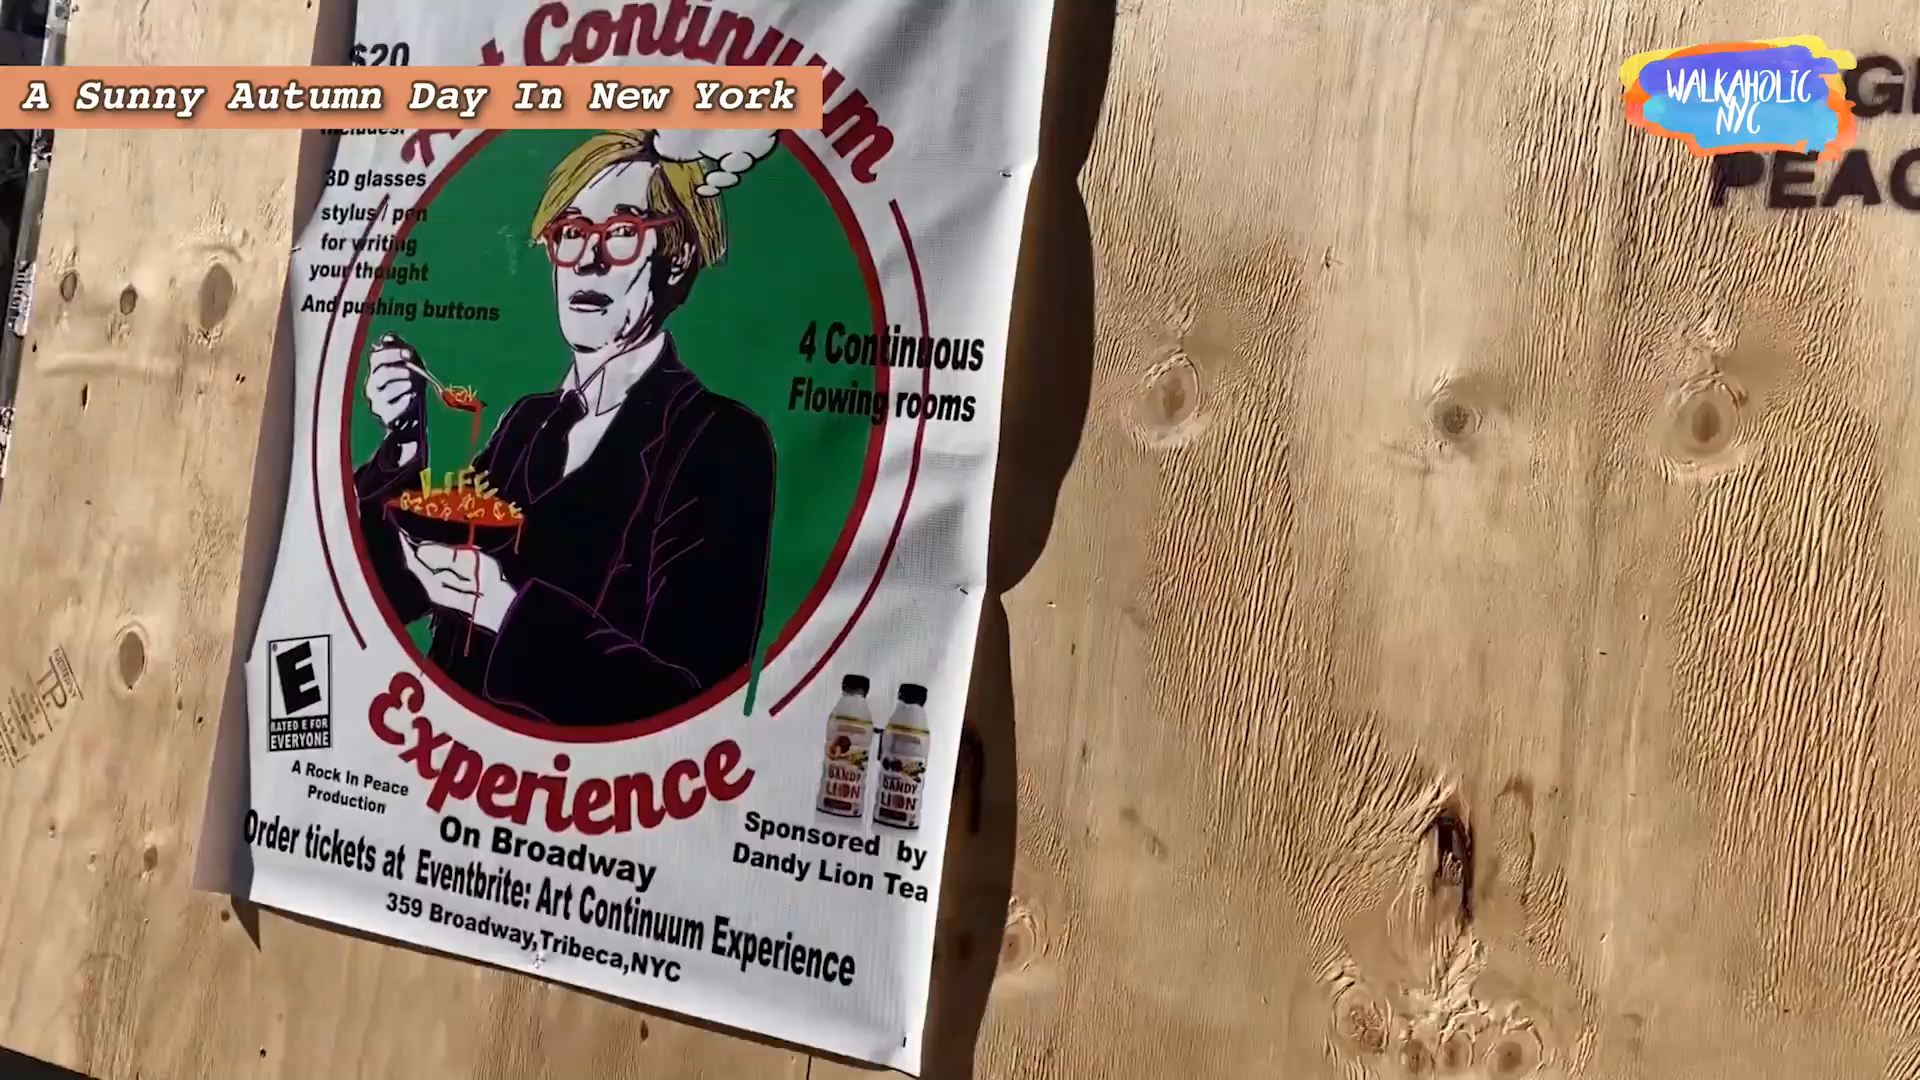 A Sunny Autumn Day In New York
WALKAHOLIC
NYC
$20
Art Continuum
includes:
3D glasses
stylus / pen
for writing
your thought
And pushing buttons
4 Continuous
Flowing rooms
LIFE
E
RATED E FOR
EVERYONE
Experience
A Rock In Peace
Production
On Broadway
DANDY
LION
DANDY
LION
Sponsored by
Dandy Lion Tea
Order tickets at Eventbrite: Art Continuum Experience
359 Broadway,Tribeca,NYC